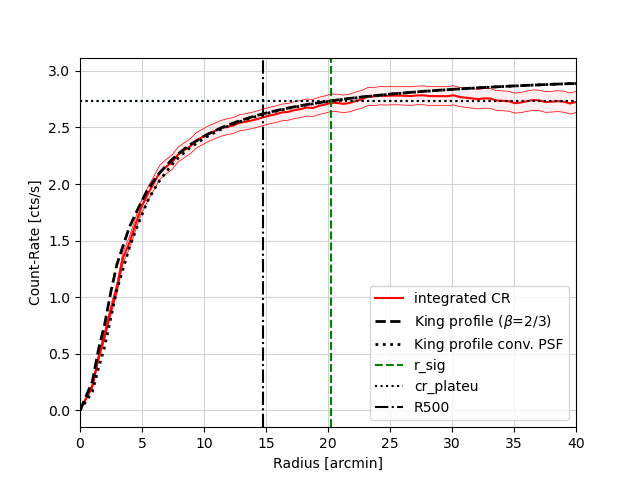 3.0
2.5
2.0
1.5
1.0
0.5
0.0
Count-Rate [cts/s]
integrated CR
King profile (β=2/3)
King profile conv. PSF
r_sig
cr_plateu
R500
0 5 10 15 20 25 30 35 40
Radius [arcmin]